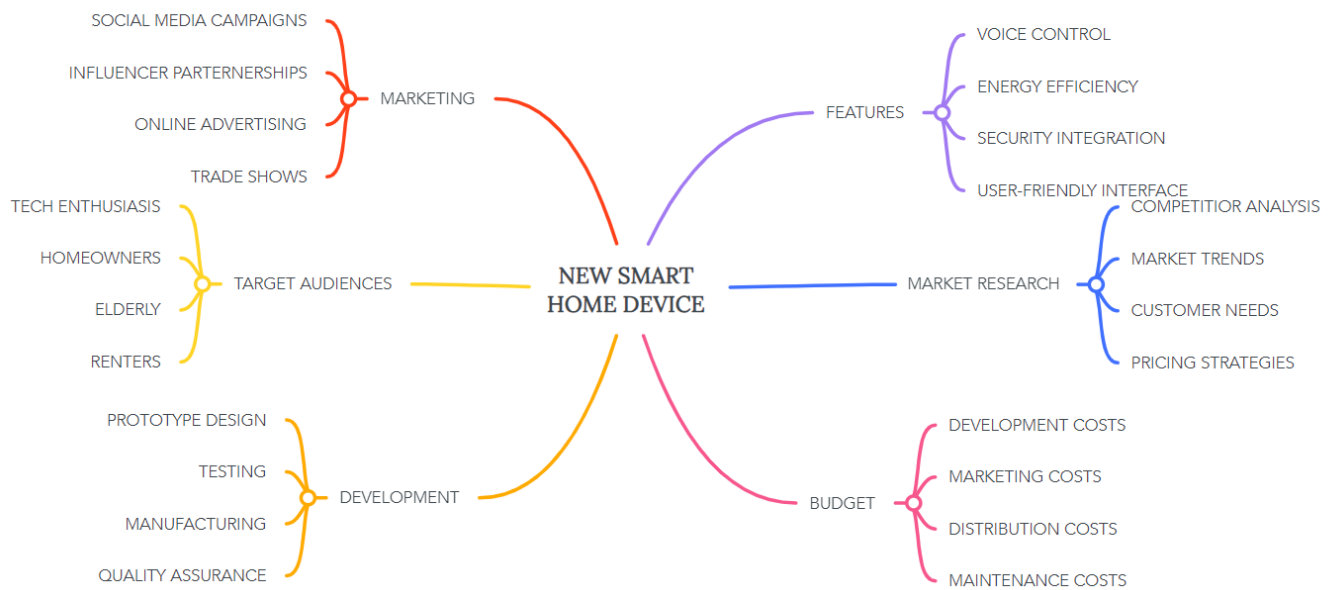 SOCIAL MEDIA CAMPAIGNS
INFLUENCER PARTERNERSHIPS
ONLINE ADVERTISING
TRADE SHOWS
MARKETING
TECH ENTHUSIASIS
HOMEOWNERS
ELDERLY
RENTERS
TARGET AUDIENCES
PROTOTYPE DESIGN
TESTING
MANUFACTURING
QUALITY ASSURANCE
DEVELOPMENT
NEW SMART
HOME DEVICE
FEATURES
VOICE CONTROL
ENERGY EFFICIENCY
SECURITY INTEGRATION
USER-FRIENDLY INTERFACE
MARKET RESEARCH
COMPETITIOR ANALYSIS
MARKET TRENDS
CUSTOMER NEEDS
PRICING STRATEGIES
BUDGET
DEVELOPMENT COSTS
MARKETING COSTS
DISTRIBUTION COSTS
MAINTENANCE COSTS